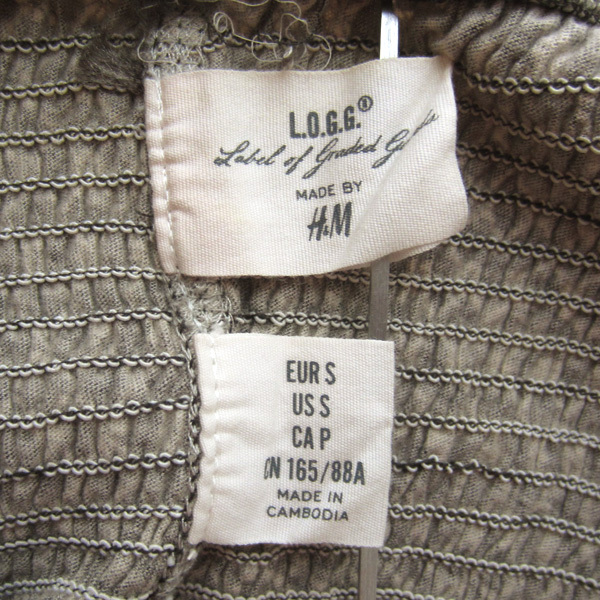 L.O.G.G.®
Label of Graded Goods
MADE BY
H&M
EUR S
US S
CA P
CN 165/88A
MADE IN
CAMBODIA